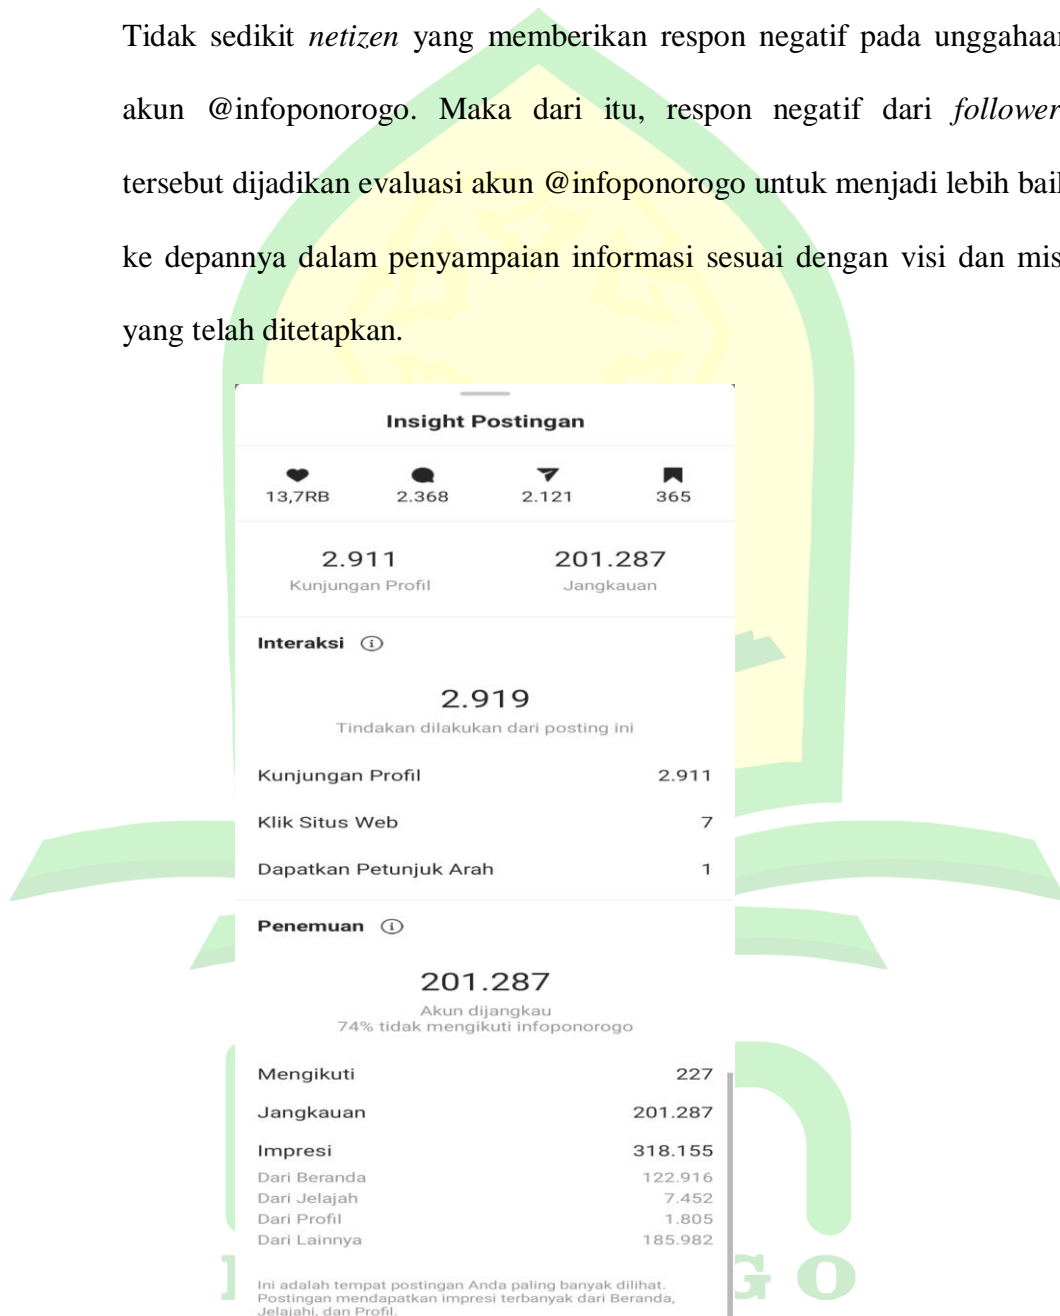 Tidak sedikit netizen yang memberikan respon negatif pada unggahaan
akun @infoponorogo. Maka dari itu, respon negatif dari follower
tersebut dijadikan evaluasi akun @infoponorogo untuk menjadi lebih baik
ke depannya dalam penyampaian informasi sesuai dengan visi dan mis
yang telah ditetapkan.
Insight Postingan
13,7RB 2.368 2.121 365
2.911 201.287
Kunjungan Profil Jangkauan
Interaksi
2.919
Tindakan dilakukan dari posting ini
Kunjungan Profil 2.911
Klik Situs Web 7
Dapatkan Petunjuk Arah 1
Penemuan
201.287
Akun dijangkau
74% tidak mengikuti infoponorogo
Mengikuti 227
Jangkauan 201.287
Impresi 318.155
Dari Beranda 122.916
Dari Jelajah 7.452
Dari Profil 1.805
Dari Lainnya 185.982
Ini adalah tempat postingan Anda paling banyak dilihat.
Postingan mendapatkan impresi terbanyak dari Beranda,
Jelajahi, dan Profil.
G O